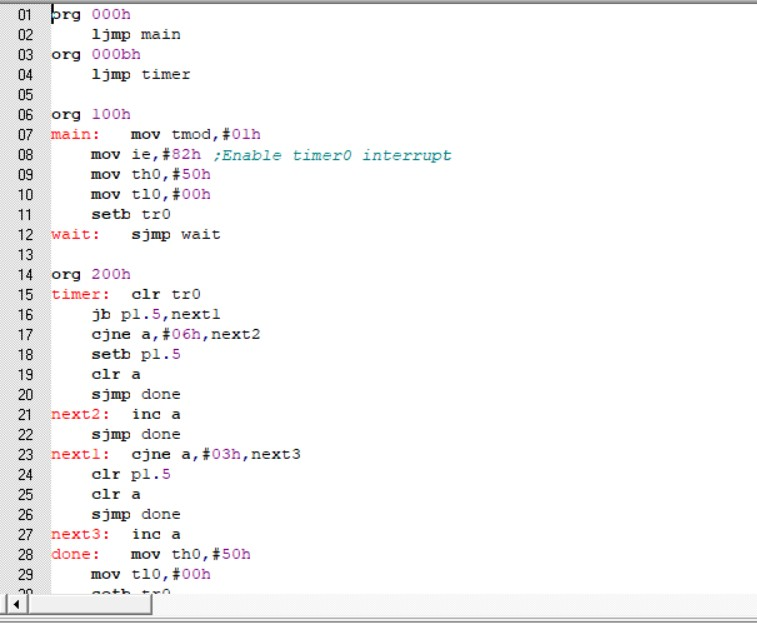 01 org 000h
02 ljmp main
03 org 000bh
04 ljmp timer
05
06 org 100h
07 main: mov tmod,#01h
08 mov ie,#82h ;Enable timer0 interrupt
09 mov th0,#50h
10 mov tl0,#00h
11 setb tr0
12 wait: sjmp wait
13
14 org 200h
15 timer: clr tr0
16 jb p1.5,next1
17 cjne a,#06h,next2
18 setb p1.5
19 clr a
20 sjmp done
21 next2: inc a
22 sjmp done
23 next1: cjne a,#03h,next3
24 clr p1.5
25 clr a
26 sjmp done
27 next3: inc a
28 done: mov th0,#50h
29 mov tl0,#00h